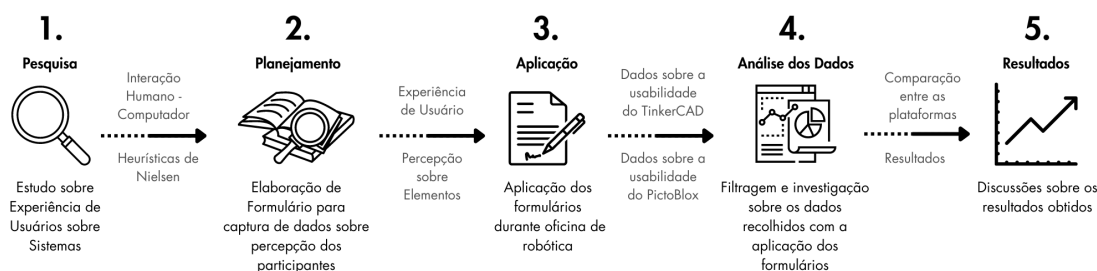 1.
Pesquisa
Estudo sobre
Experiência de
Usuários sobre
Sistemas
Interação
Humano -
Computador
Heurísticas de
Nielsen
2.
Planejamento
Elaboração de
Formulário para
captura de dados sobre
percepção dos
participantes
Experiência
de Usuário
Percepção
sobre
Elementos
3.
Aplicação
Aplicação dos
formulários
durante oficina de
robótica
Dados sobre a
usabilidade
do TinkerCAD
Dados sobre a
usabilidade
do PictoBlox
4.
Análise dos Dados
Filtragem e investigação
sobre os dados
recolhidos com a
aplicação dos
formulários
Comparação
entre as
plataformas
Resultados
5.
Resultados
Discussões sobre os
resultados obtidos